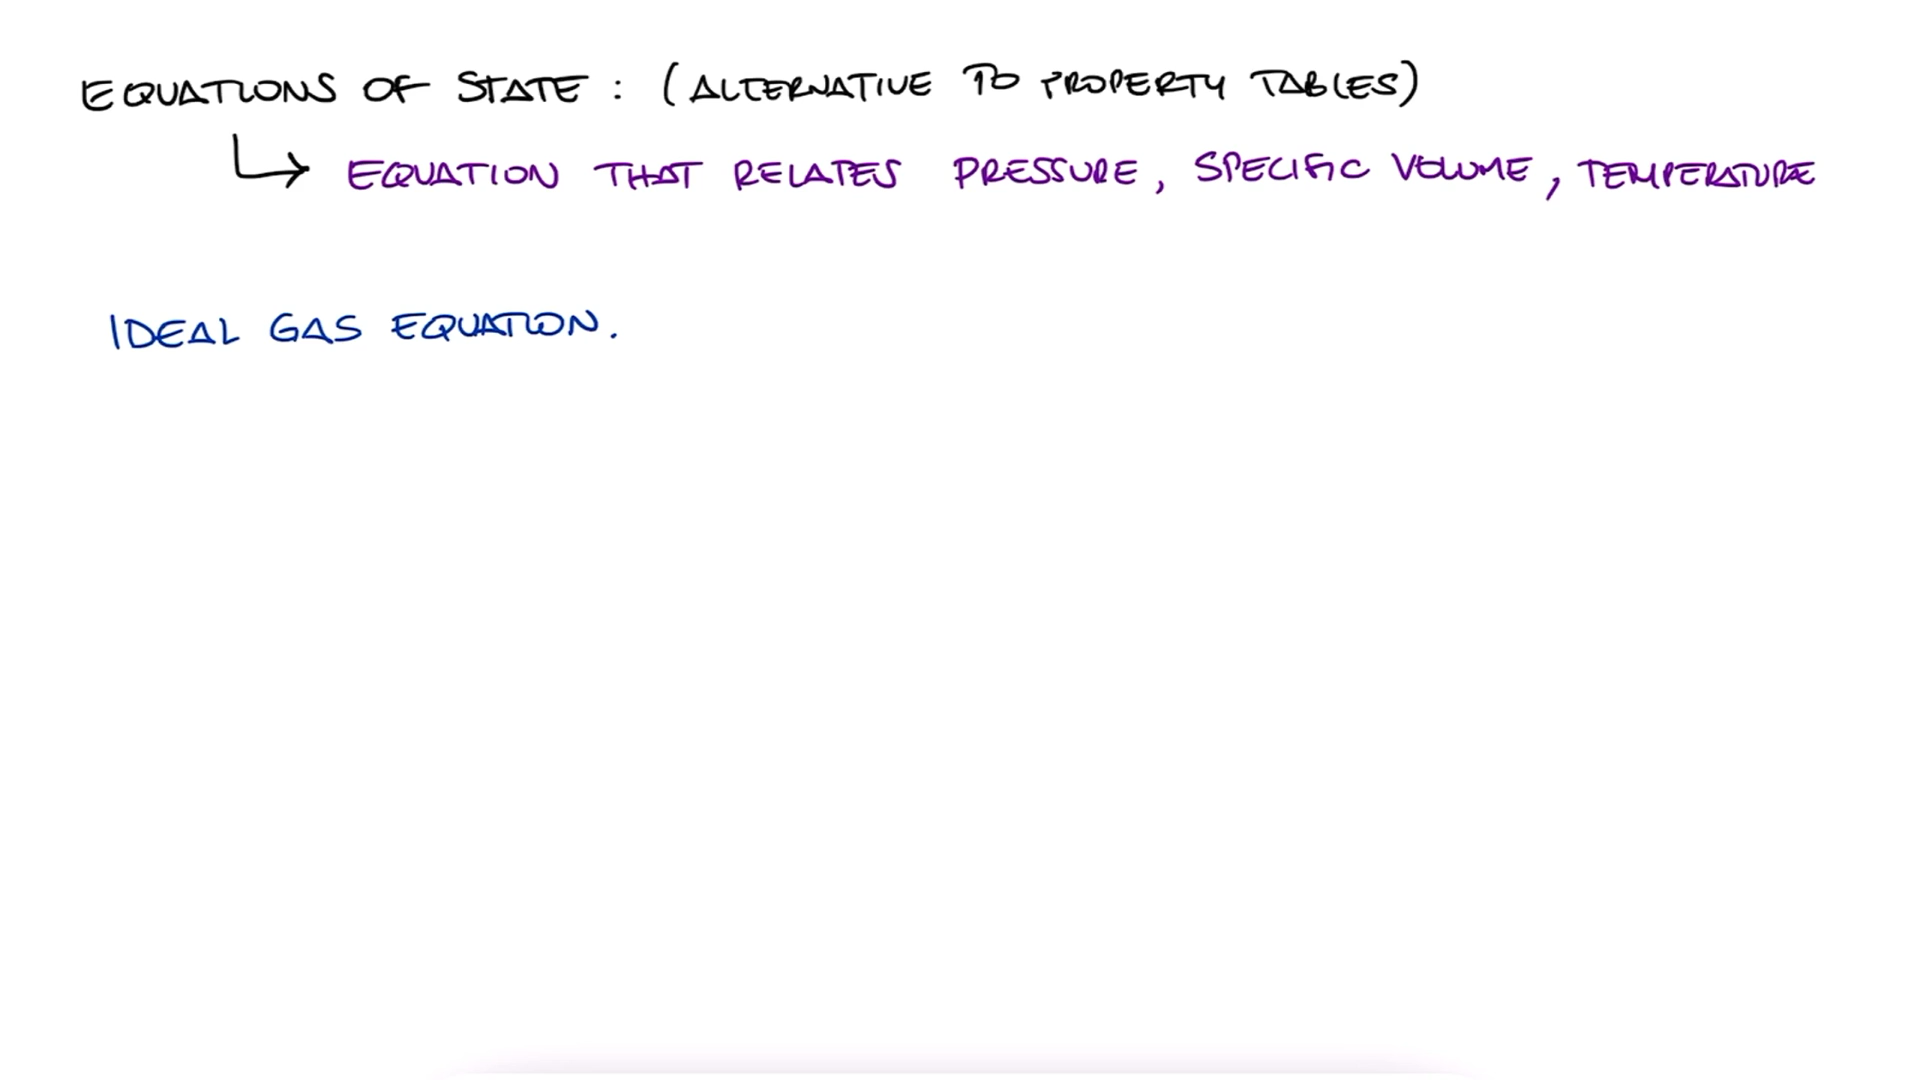 EQUATIONS OF STATE : (ALTERNATIVE TO PROPERTY TABLES)
↳ EQUATION THAT RELATES PRESSURE, SPECIFIC VOLUME, TEMPERATURE
IDEAL GAS EQUATION.